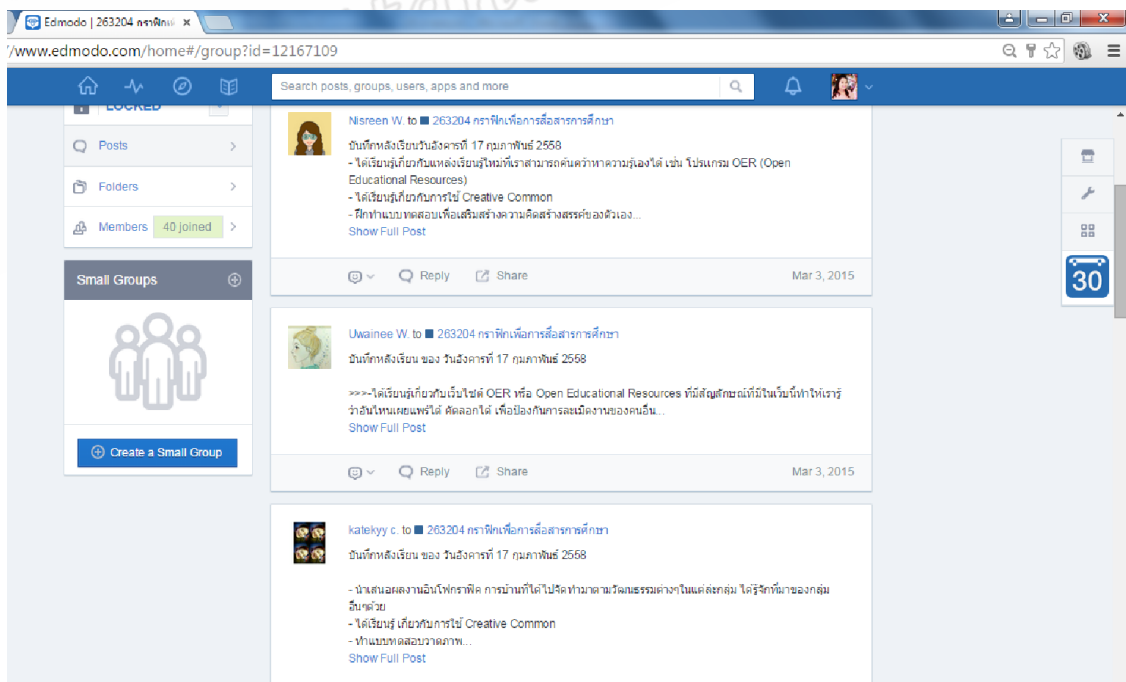 Edmodo | 263204 กราฟิกเพ
//www.edmodo.com/home#/group?id=12167109
Search posts, groups, users, apps and more
LOCKED
Posts
Folders
Members 40 joined
Small Groups
Create a Small Group
Nisreen W. to 263204 กราฟิกเพื่อการสื่อสารการศึกษา
บันทึกหลังเรียนวันอังคารที่ 17 กุมภาพันธ์ 2558
- ได้เรียนรู้เกี่ยวกับแหล่งเรียนรู้ใหม่ที่เราสามารถค้นคว้าหาความรู้เองได้ เช่น โปรแกรม OER (Open
Educational Resources)
- ได้เรียนรู้เกี่ยวกับการใช้ Creative Common
- ฝึกทำแบบทดสอบเพื่อเสริมสร้างความคิดสร้างสรรค์ของตัวเอง...
Show Full Post
Reply Share Mar 3, 2015
Uwainee W. to 263204 กราฟิกเพื่อการสื่อสารการศึกษา
บันทึกหลังเรียน ของ วันอังคารที่ 17 กุมภาพันธ์ 2558
>>>-ได้เรียนรู้เกี่ยวกับเว็บไซต์ OER หรือ Open Educational Resources ที่มีสัญลักษณ์ที่มีในเว็บนี้ทำให้เรารู้
ว่าอันไหนเผยแพร่ได้ คัดลอกได้ เพื่อป้องกันการละเมิดงานของคนอื่น...
Show Full Post
Reply Share Mar 3, 2015
katekyy c. to 263204 กราฟิกเพื่อการสื่อสารการศึกษา
บันทึกหลังเรียน ของ วันอังคารที่ 17 กุมภาพันธ์ 2558
- นำเสนอผลงานอินโฟกราฟิค การบ้านที่ได้ไปจัดทำมาตามวัฒนธรรมต่างๆในแต่ล่ะกลุ่ม ได้รู้จักที่มาของกลุ่ม
อื่นๆด้วย
- ได้เรียนรู้ เกี่ยวกับการใช้ Creative Common
- ทำแบบทดสอบวาดภาพ...
Show Full Post
30